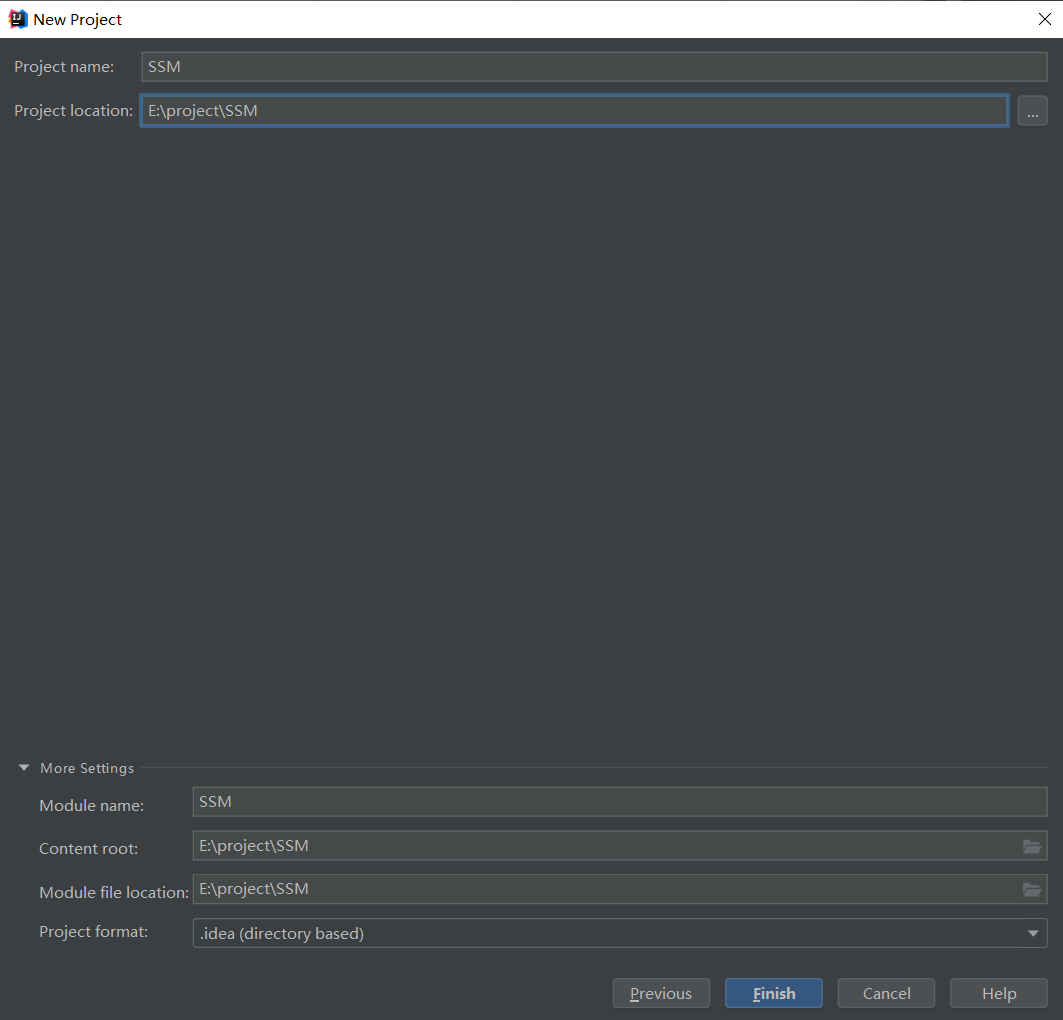 New Project
Project name: SSM
Project location: E:\project\SSM ...
More Settings
Module name: SSM
Content root: E:\project\SSM
Module file location: E:\project\SSM
Project format: .idea (directory based)
Previous Finish Cancel Help